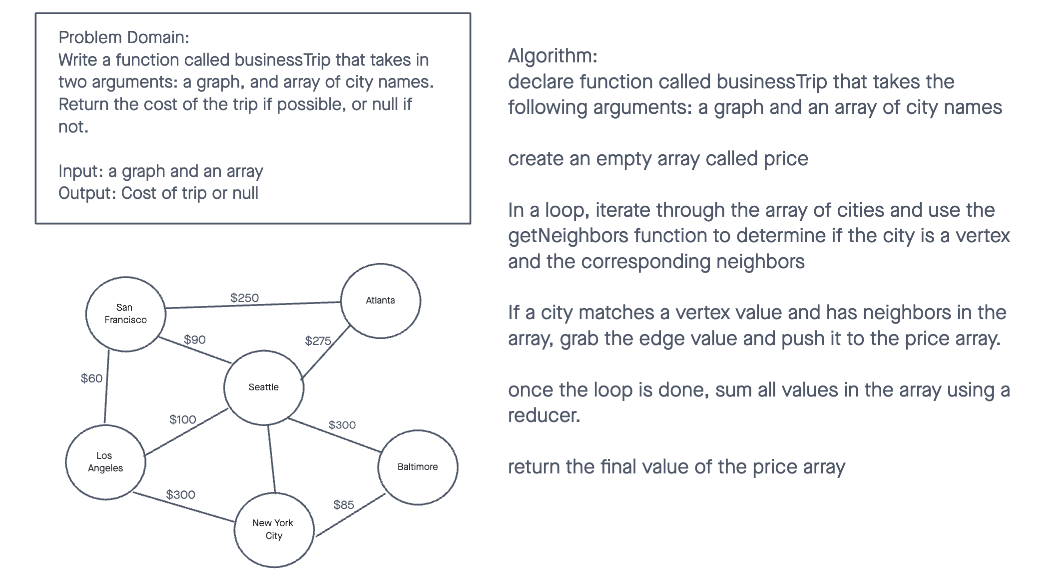 Problem Domain:
Write a function called businessTrip that takes in
two arguments: a graph, and array of city names.
Return the cost of the trip if possible, or null if
not.
Input: a graph and an array
Output: Cost of trip or null
Algorithm:
declare function called businessTrip that takes the
following arguments: a graph and an array of city names
create an empty array called price
In a loop, iterate through the array of cities and use the
getNeighbors function to determine if the city is a vertex
and the corresponding neighbors
If a city matches a vertex value and has neighbors in the
array, grab the edge value and push it to the price array.
once the loop is done, sum all values in the array using a
reducer.
return the final value of the price array
San
Francisco
$250
Atlanta
$90
$275
$60
Seattle
$100
$300
Los
Angeles
Baltimore
$300
$85
New York
City